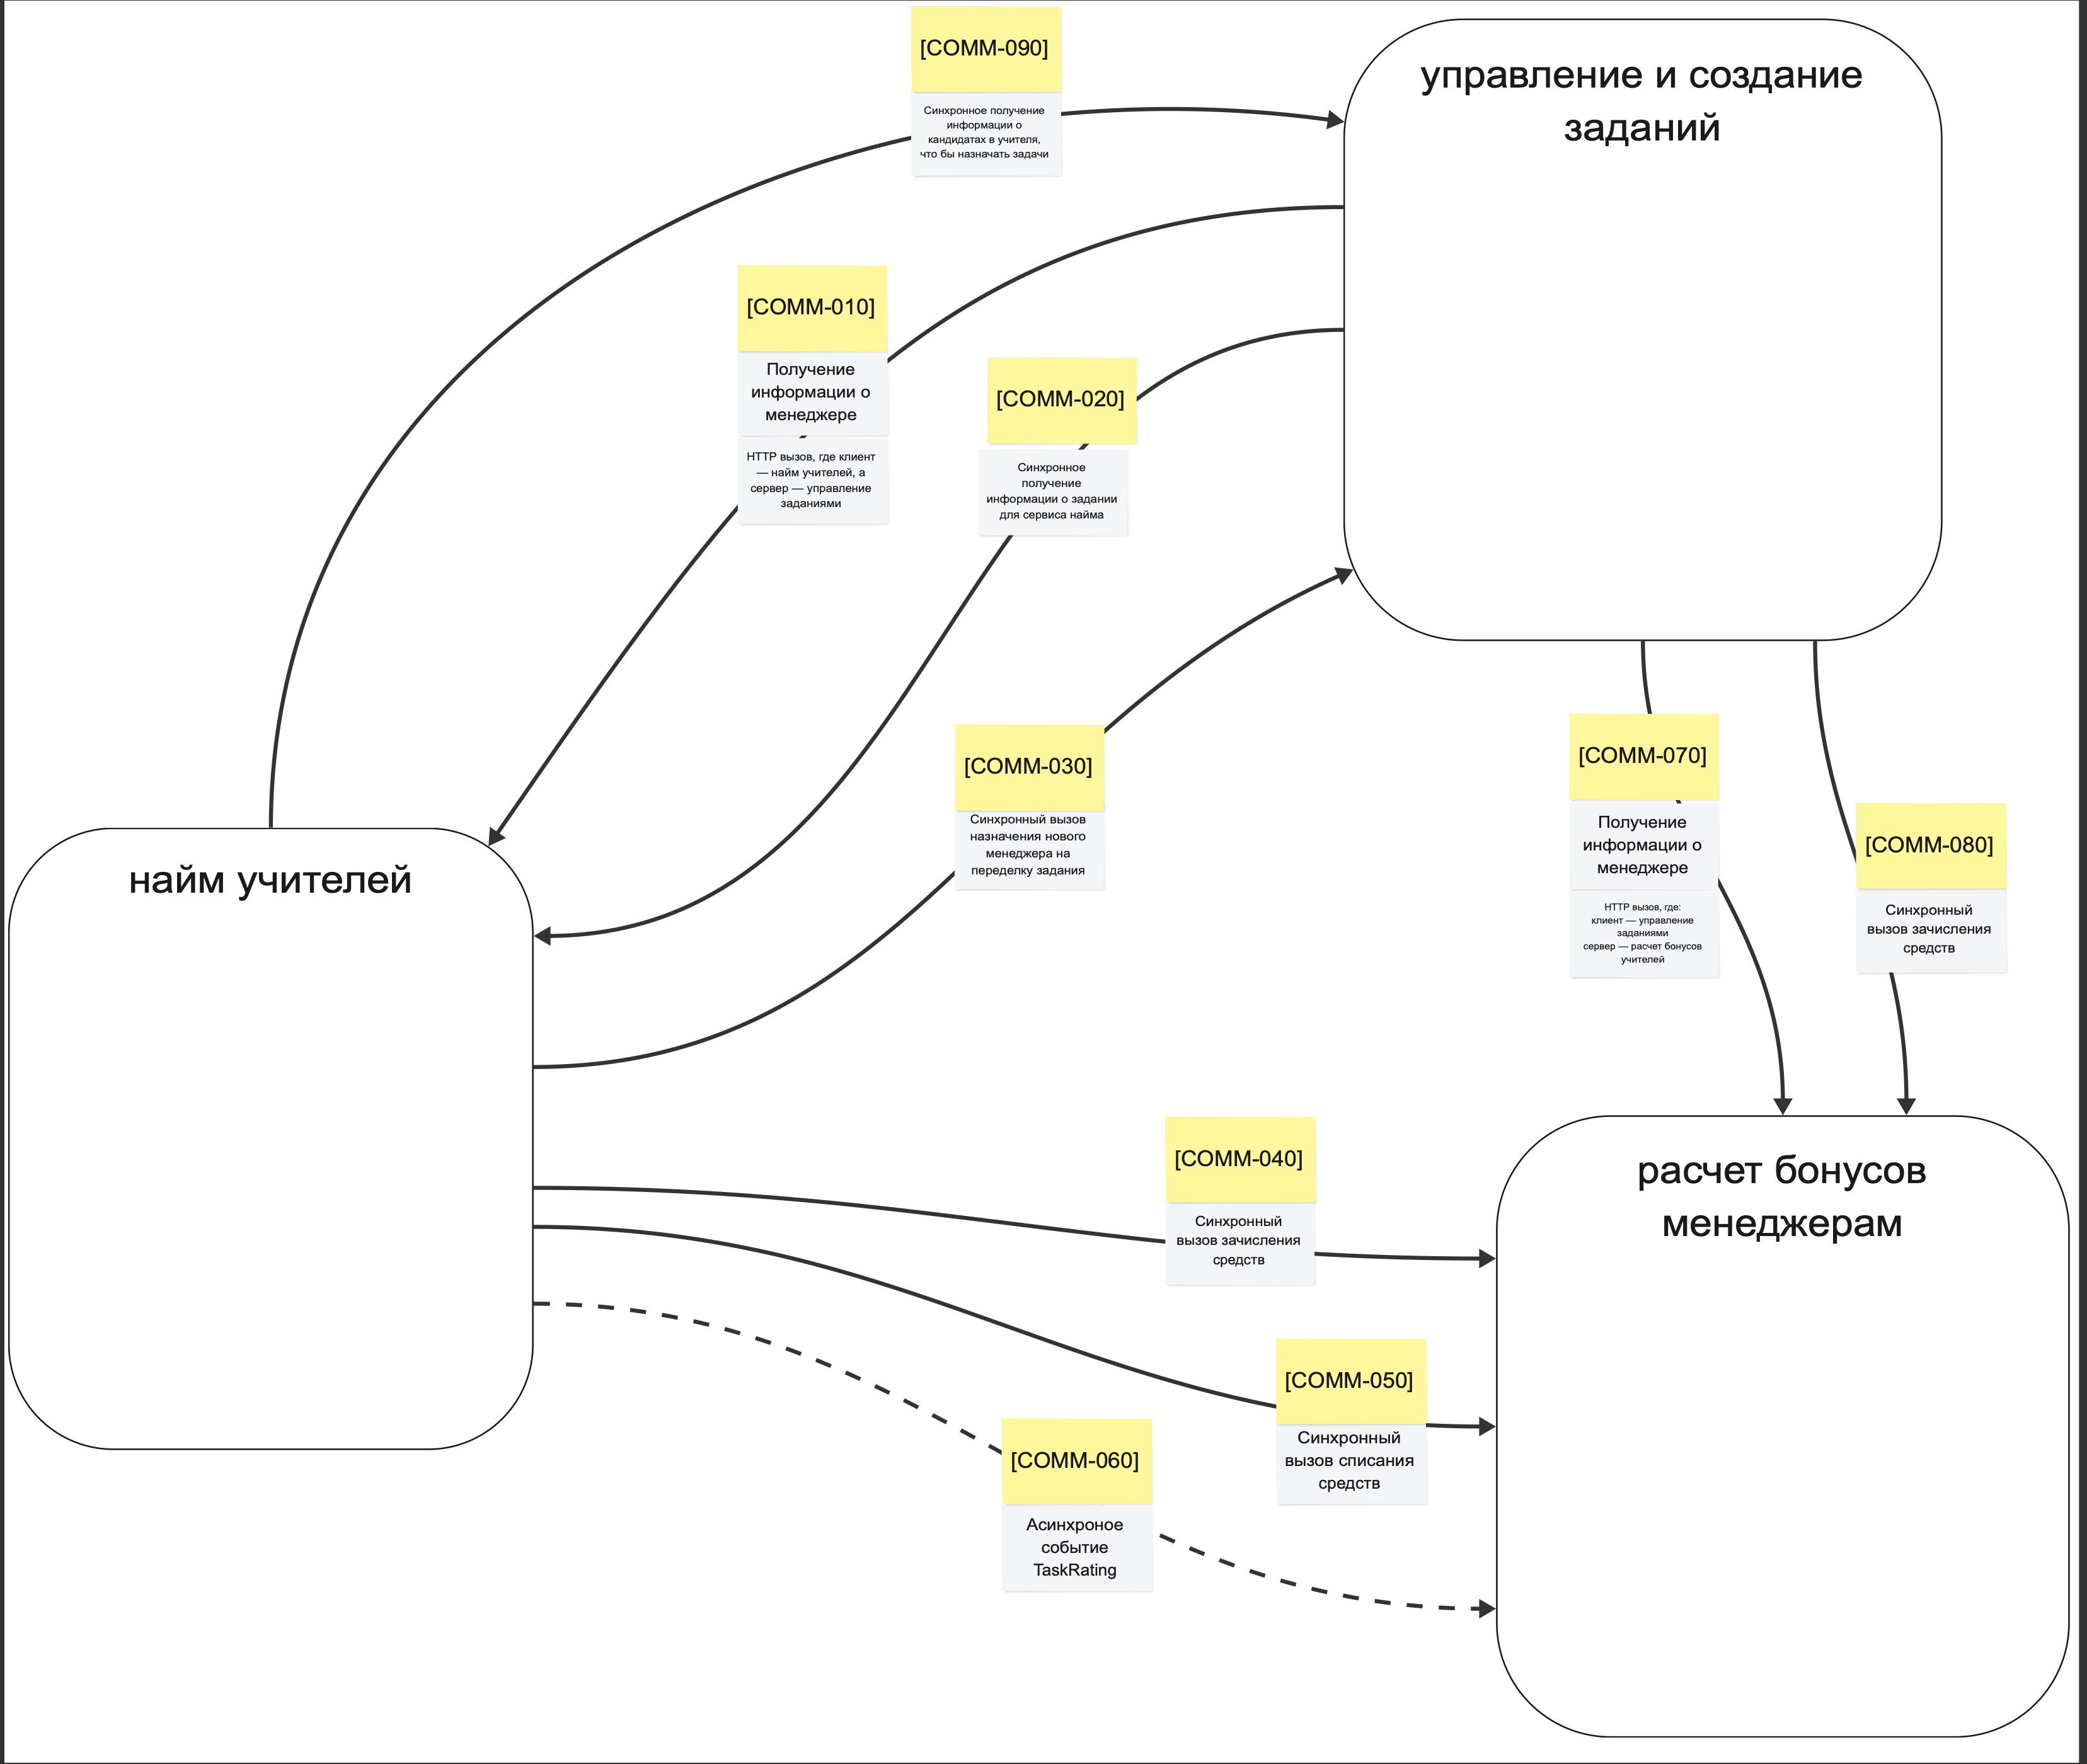 [COMM-090]
Синхронное получение
информации о
кандидатах в учителя,
что бы назначать задачи
управление и создание
заданий
[COMM-010]
Получение
информации о
менеджере
HTTP вызов, где клиент
— найм учителей, а
сервер — управление
заданиями
[COMM-020]
Синхронное
получение
информации о задании
для сервиса найма
[COMM-030]
Синхронный вызов
назначения нового
менеджера на
переделку задания
[COMM-070]
Получение
информации о
менеджере
HTTP вызов, где:
клиент — управление
заданиями
сервер — расчет бонусов
учителей
[COMM-080]
Синхронный
вызов зачисления
средств
найм учителей
[COMM-040]
Синхронный
вызов зачисления
средств
расчет бонусов
менеджерам
[COMM-050]
Синхронный
вызов списания
средств
[COMM-060]
Асинхроное
событие
TaskRating